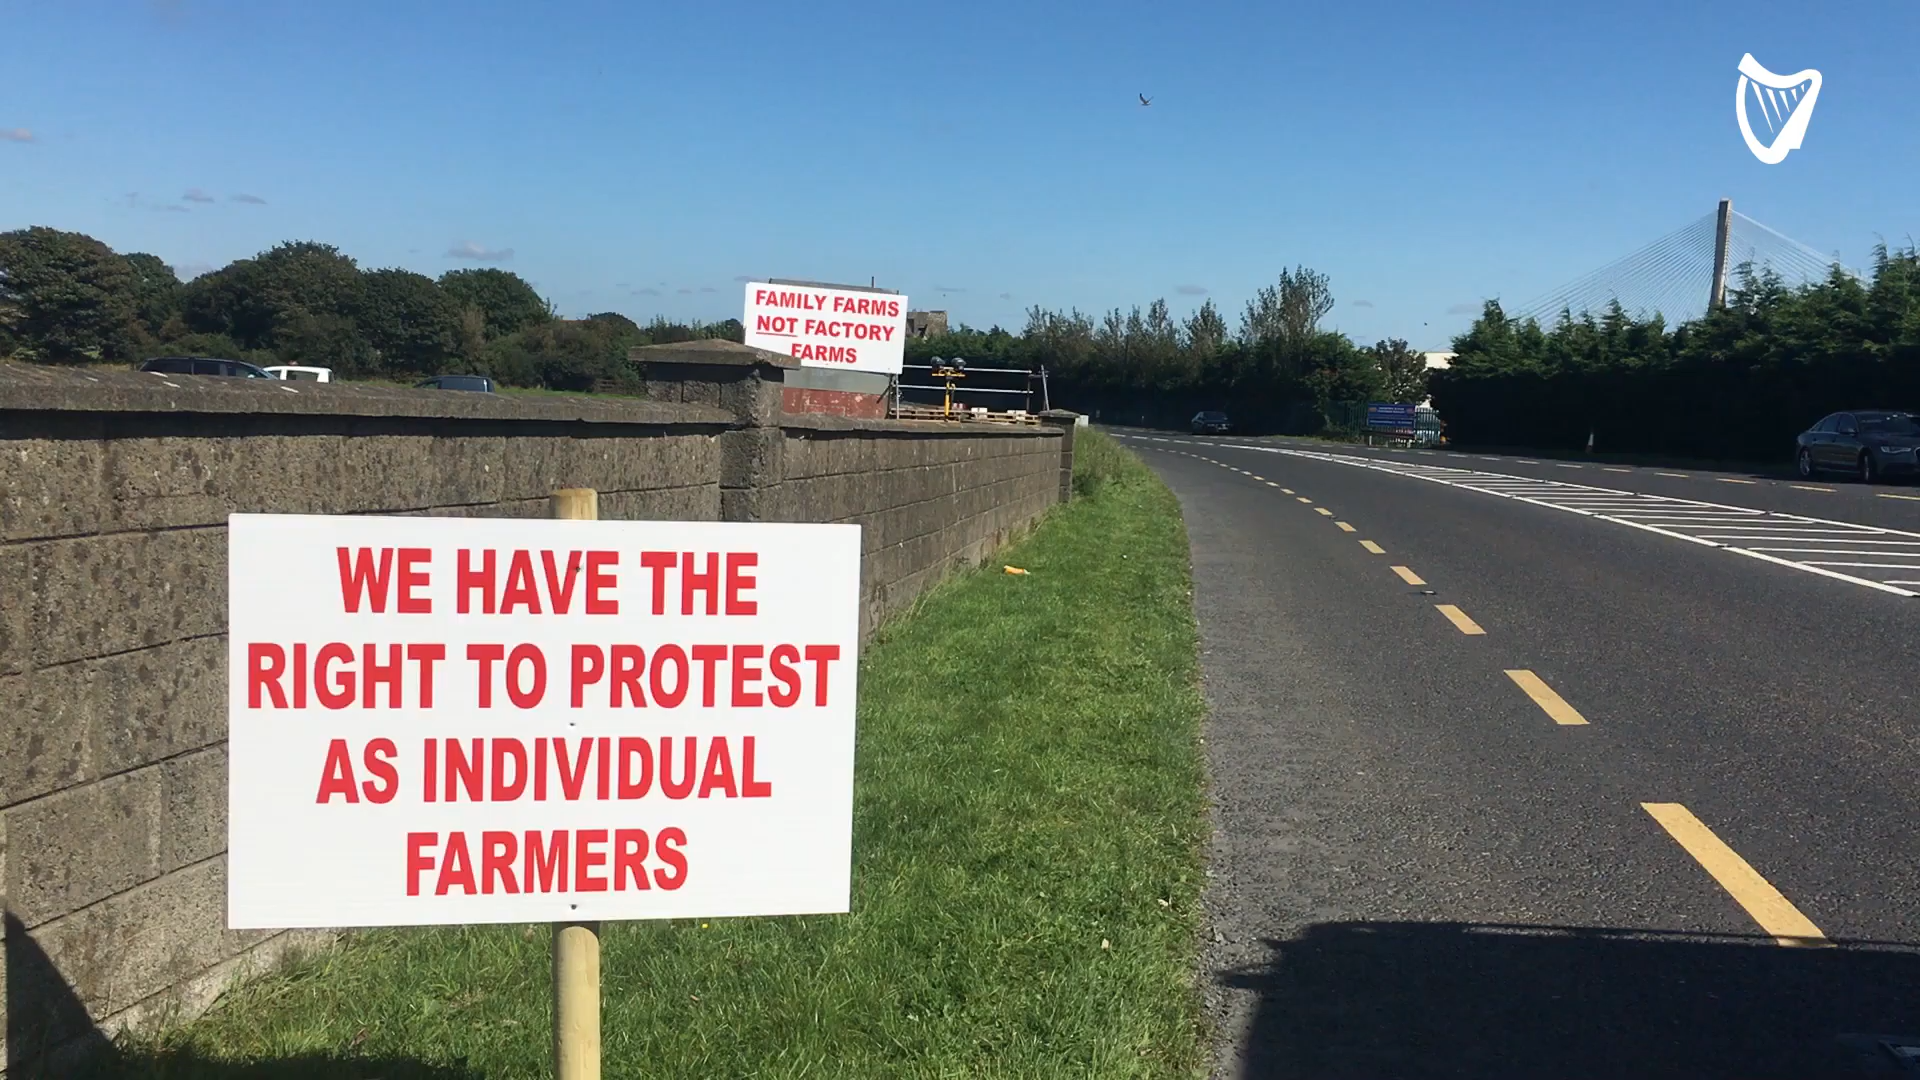 FAMILY FARMS
NOT FACTORY
FARMS
WE HAVE THE
RIGHT TO PROTEST
AS INDIVIDUAL
FARMERS